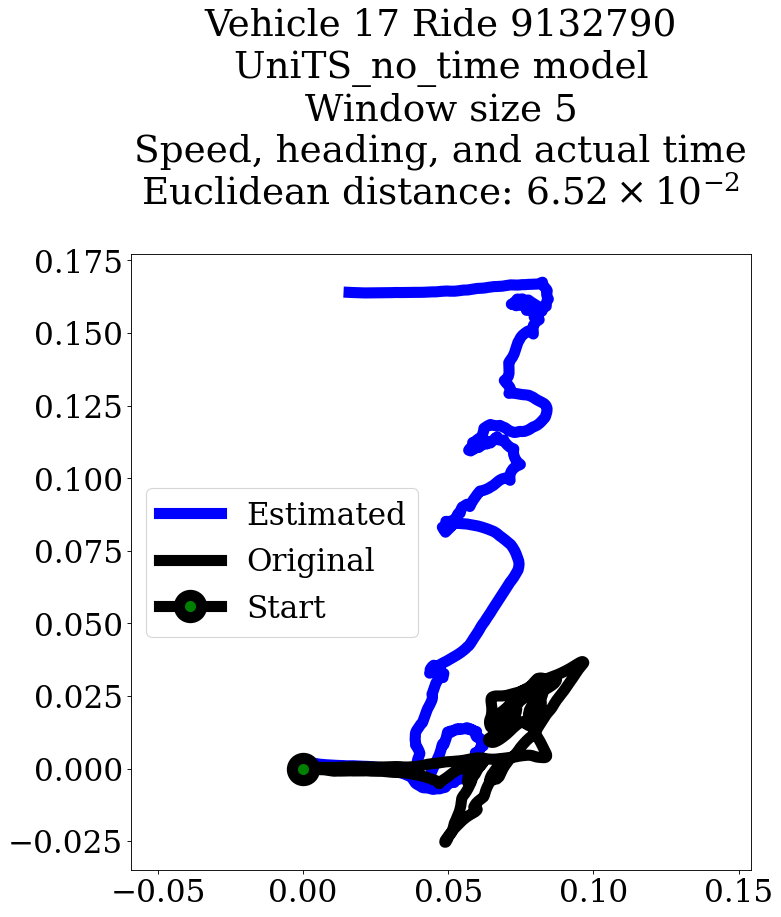 Vehicle 17 Ride 9132790
UniTS_no_time model
Window size 5
Speed, heading, and actual time
Euclidean distance: 6.52 × 10⁻²
0.175
0.150
0.125
0.100
0.075
0.050
0.025
0.000
−0.025
Estimated
Original
Start
−0.05 0.00 0.05 0.10 0.15